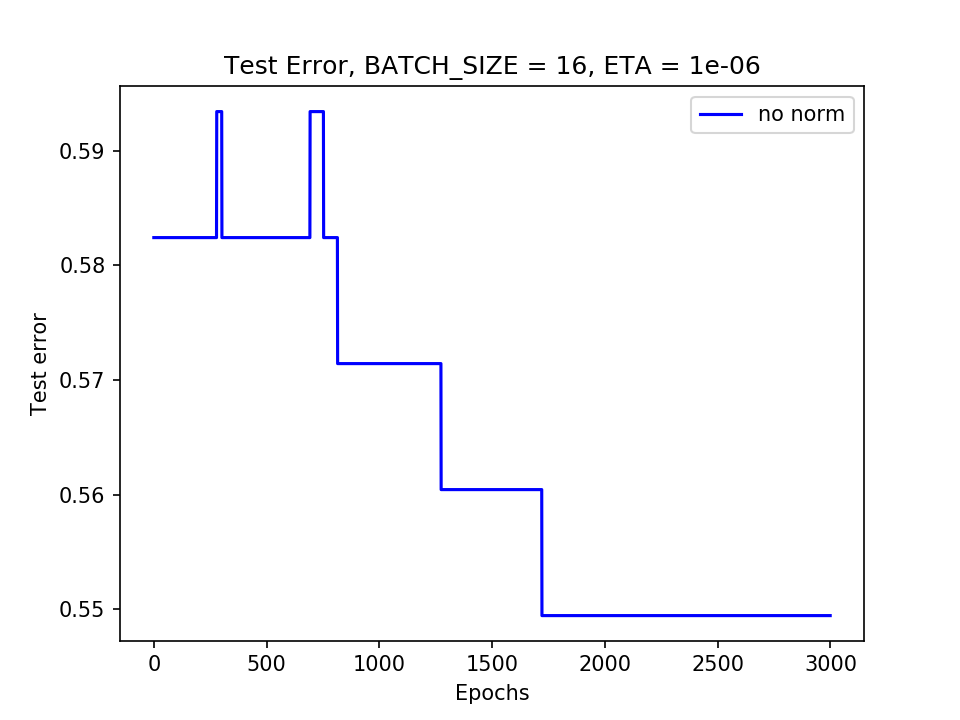 Test Error, BATCH_SIZE = 16, ETA = 1e-06
no norm
0.59
0.58
0.57
0.56
0.55
Test error
0 500 1000 1500 2000 2500 3000
Epochs